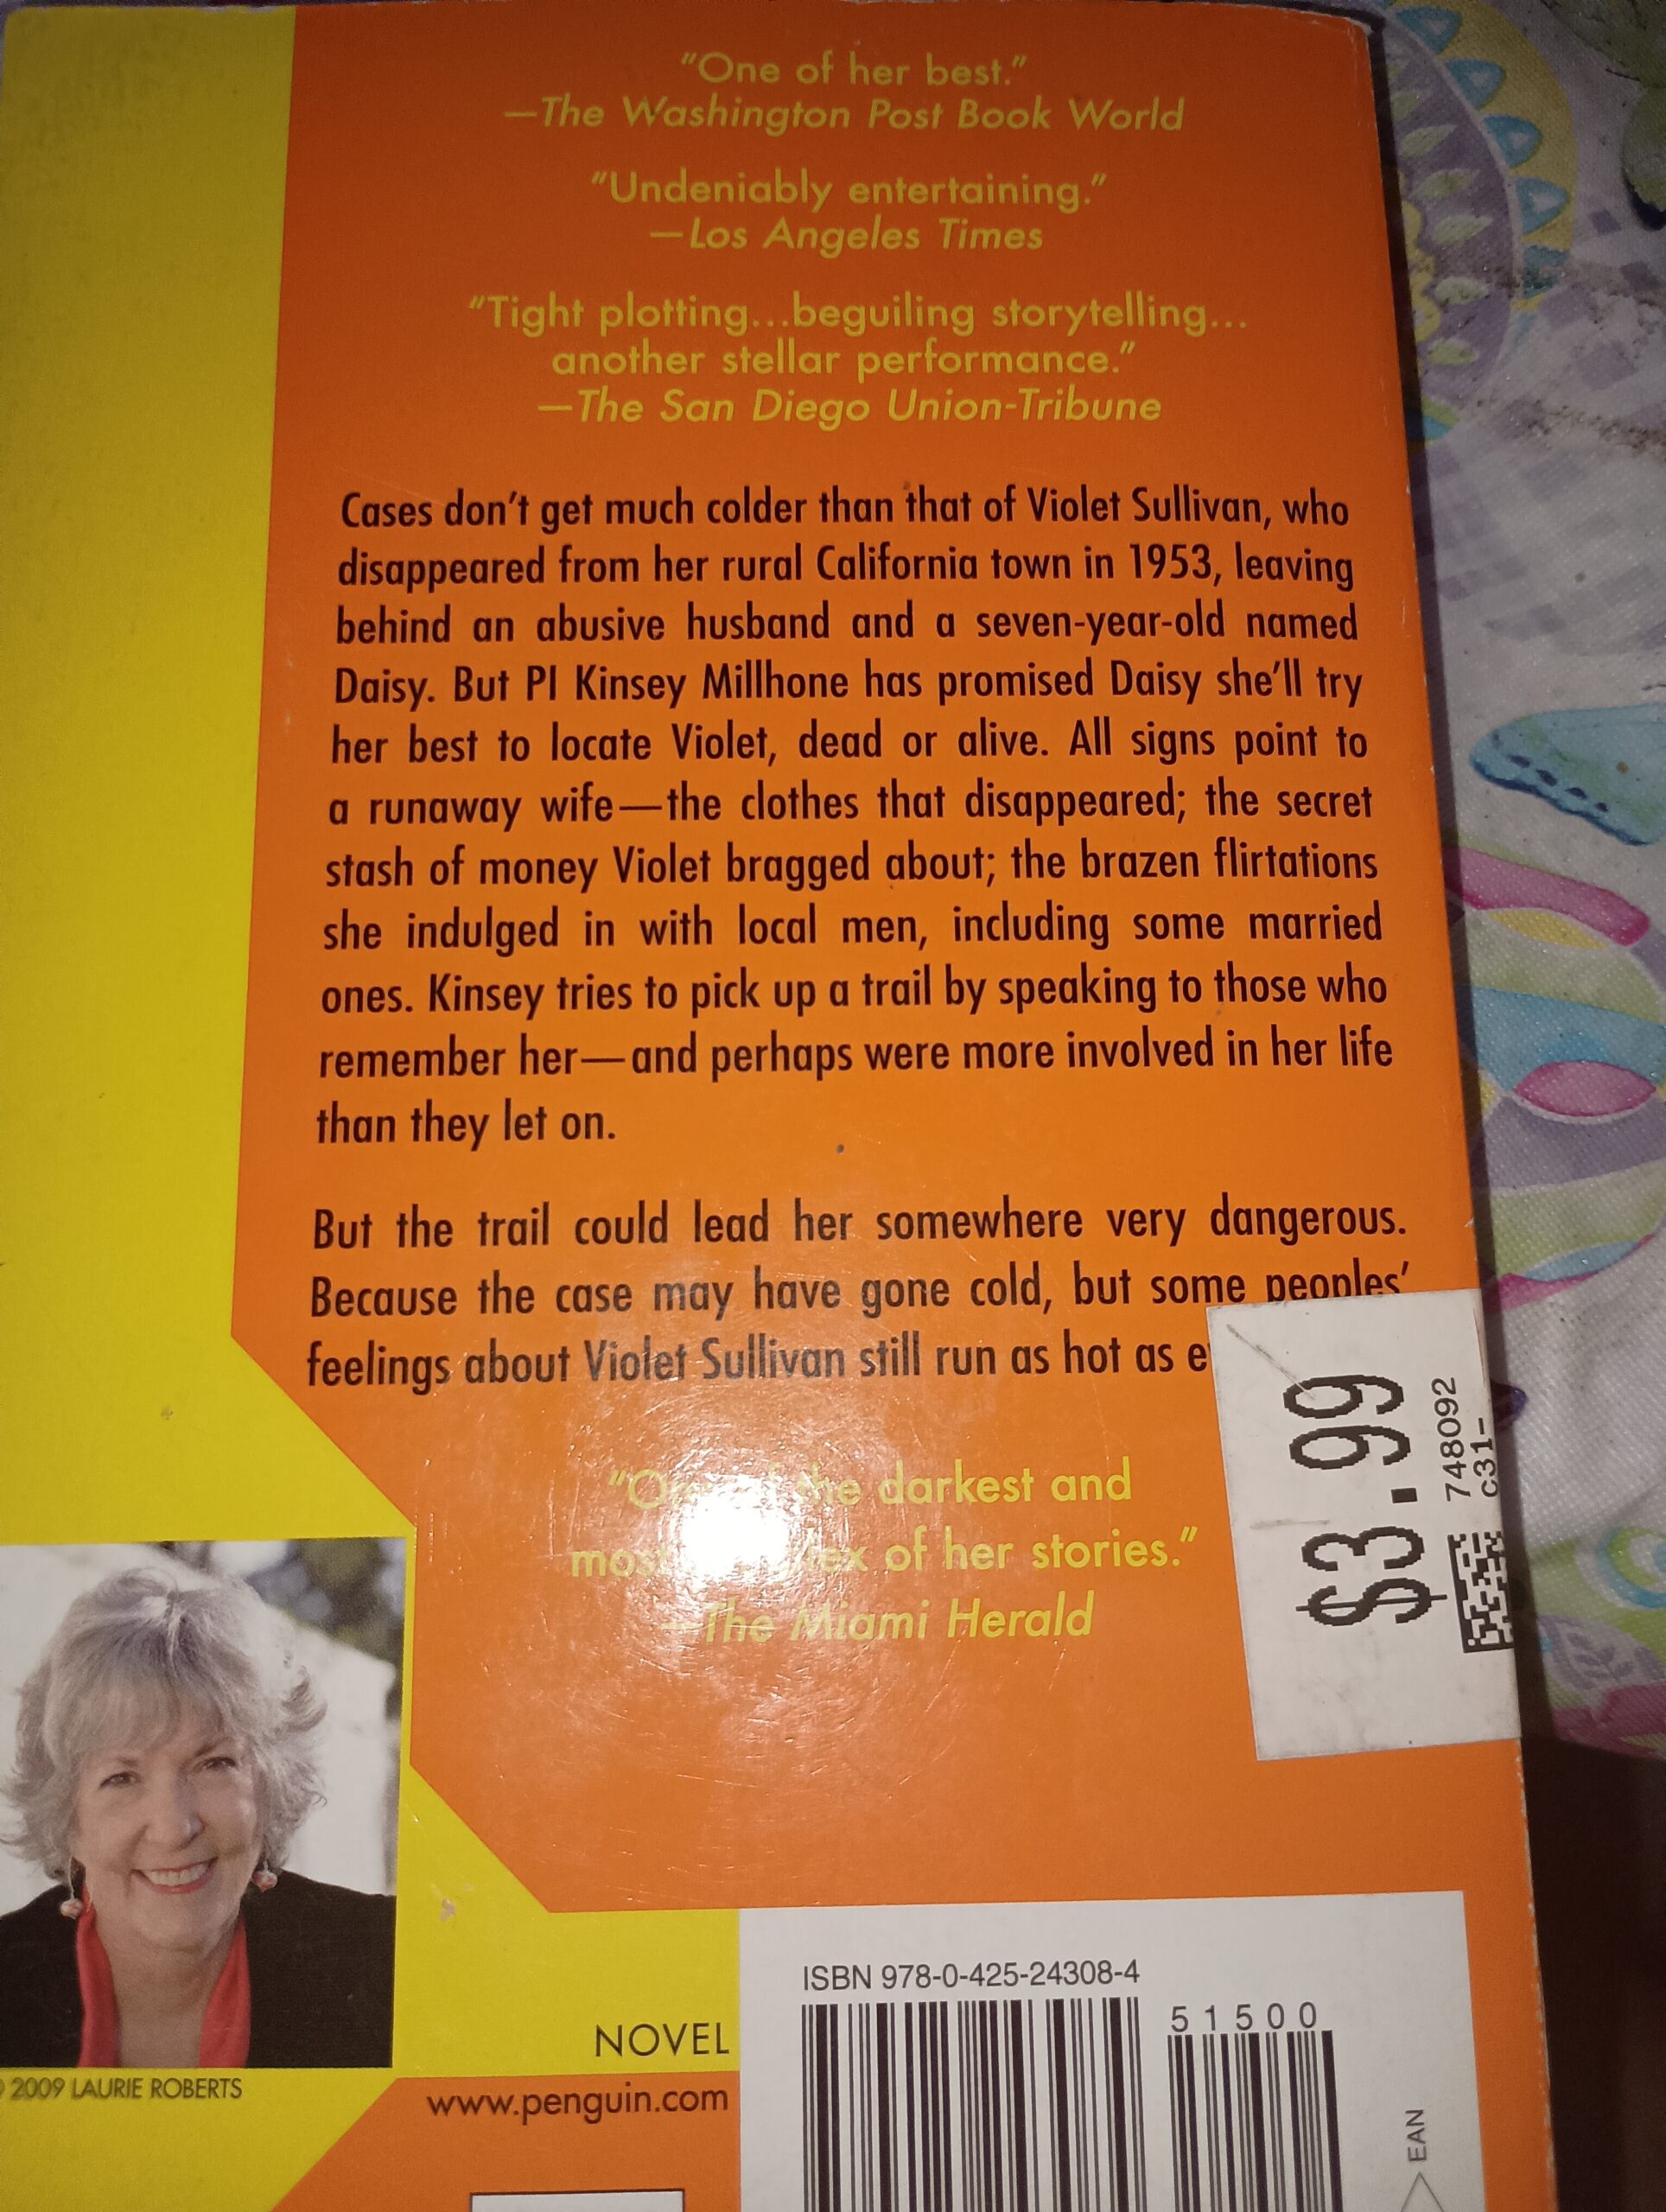 "One of her best."
—The Washington Post Book World
"Undeniably entertaining."
—Los Angeles Times
"Tight plotting...beguiling storytelling...
another stellar performance."
—The San Diego Union-Tribune
Cases don't get much colder than that of Violet Sullivan, who
disappeared from her rural California town in 1953, leaving
behind an abusive husband and a seven-year-old named
Daisy. But PI Kinsey Millhone has promised Daisy she'll try
her best to locate Violet, dead or alive. All signs point to
a runaway wife—the clothes that disappeared; the secret
stash of money Violet bragged about; the brazen flirtations
she indulged in with local men, including some married
ones. Kinsey tries to pick up a trail by speaking to those who
remember her—and perhaps were more involved in her life
than they let on.
But the trail could lead her somewhere very dangerous.
Because the case may have gone cold, but some peoples'
feelings about Violet Sullivan still run as hot as
$3.99
748092
c31-
the darkest and
of her stories."
—The Miami Herald
ISBN 978-0-425-24308-4
51500
EAN
NOVEL
2009 LAURIE ROBERTS
www.penguin.com